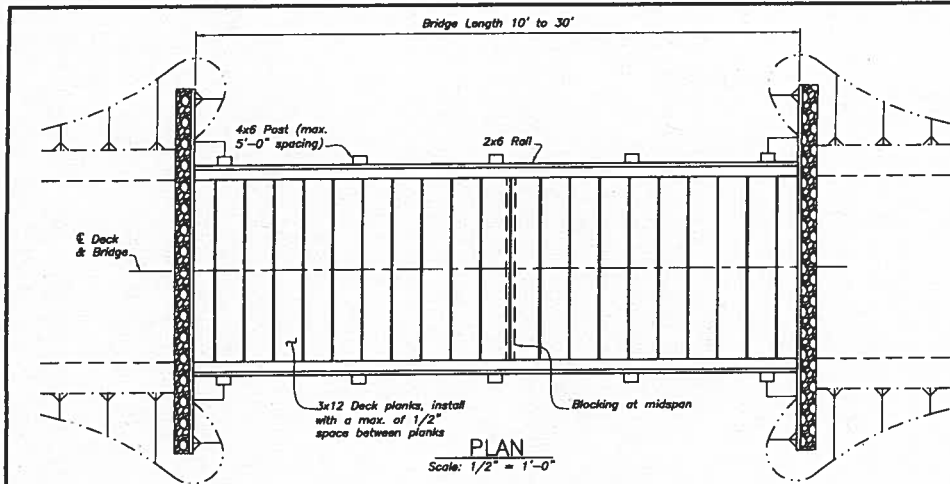 Bridge Length 10' to 30'
4x6 Post (max.
5'-0" spacing)
2x6 Rail
℄ Deck
& Bridge
3x12 Deck planks, install
with a max. of 1/2"
space between planks
Blocking at midspan
PLAN
Scale: 1/2" = 1'-0"